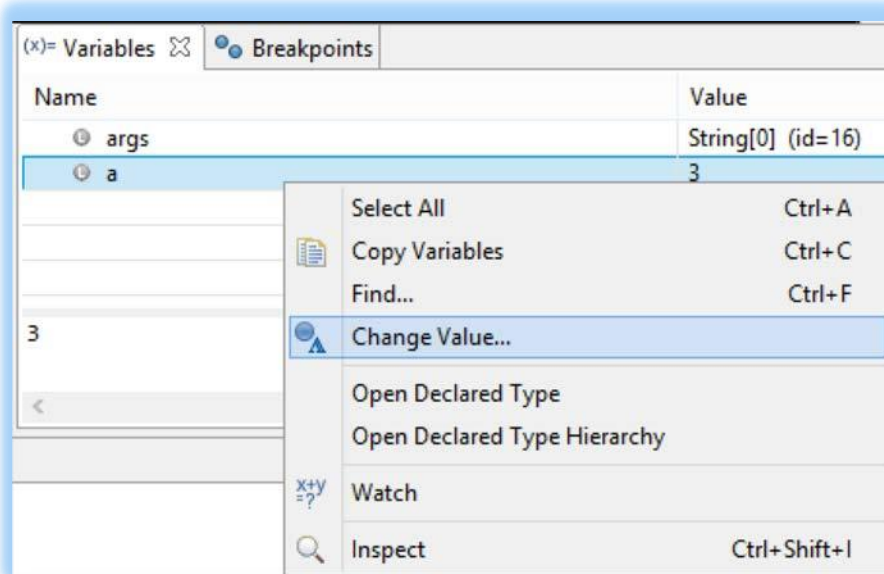 (x)= Variables Breakpoints
Name Value
args String[0] (id=16)
a 3
Select All Ctrl+A
Copy Variables Ctrl+C
Find... Ctrl+F
3
Change Value...
Open Declared Type
Open Declared Type Hierarchy
x+y
=?
Watch
Inspect Ctrl+Shift+I